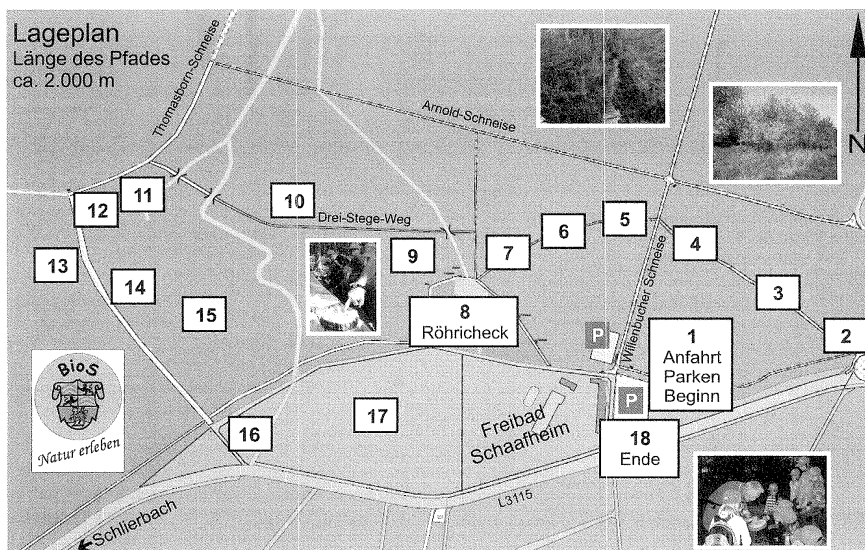 Lageplan
Länge des Pfades
ca. 2.000 m
Thomasborn-Schneise
Arnold-Schneise
N
11
10
12
Drei-Stege-Weg
9
7
6
5
4
13
14
15
3
8
Röhricheck
P
Willenbucher Schneise
1
Anfahrt
Parken
Beginn
2
BioS
Natur erleben
16
17
Freibad
Schaafheim
P
18
Ende
L3115
Schlierbach